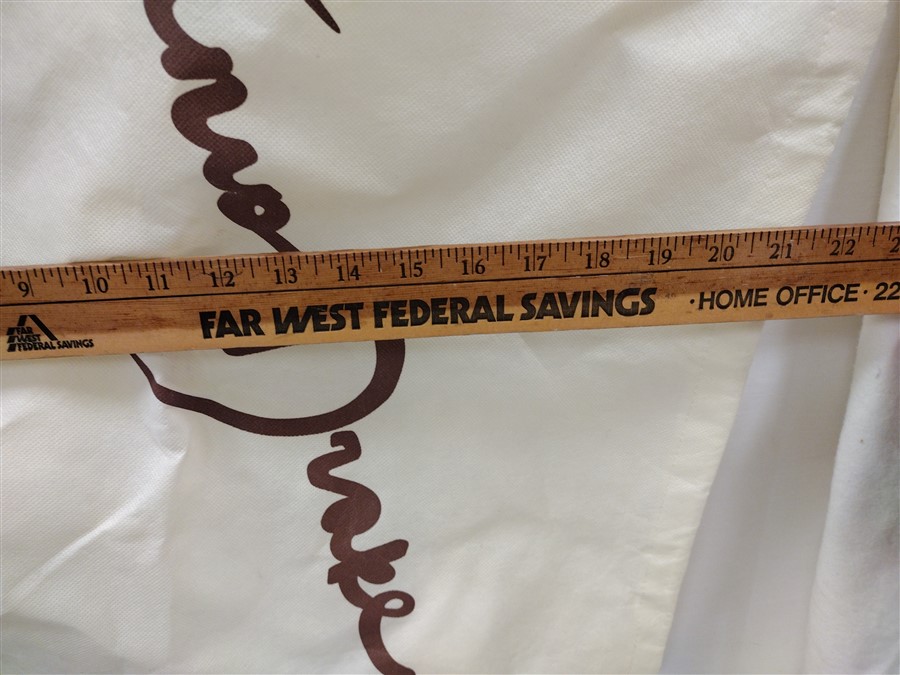 9 10 11 12 13 14 15 16 17 18 19 20 21 22
FAR WEST FEDERAL SAVINGS ·HOME OFFICE· 22
FAR
WEST
FEDERAL SAVINGS